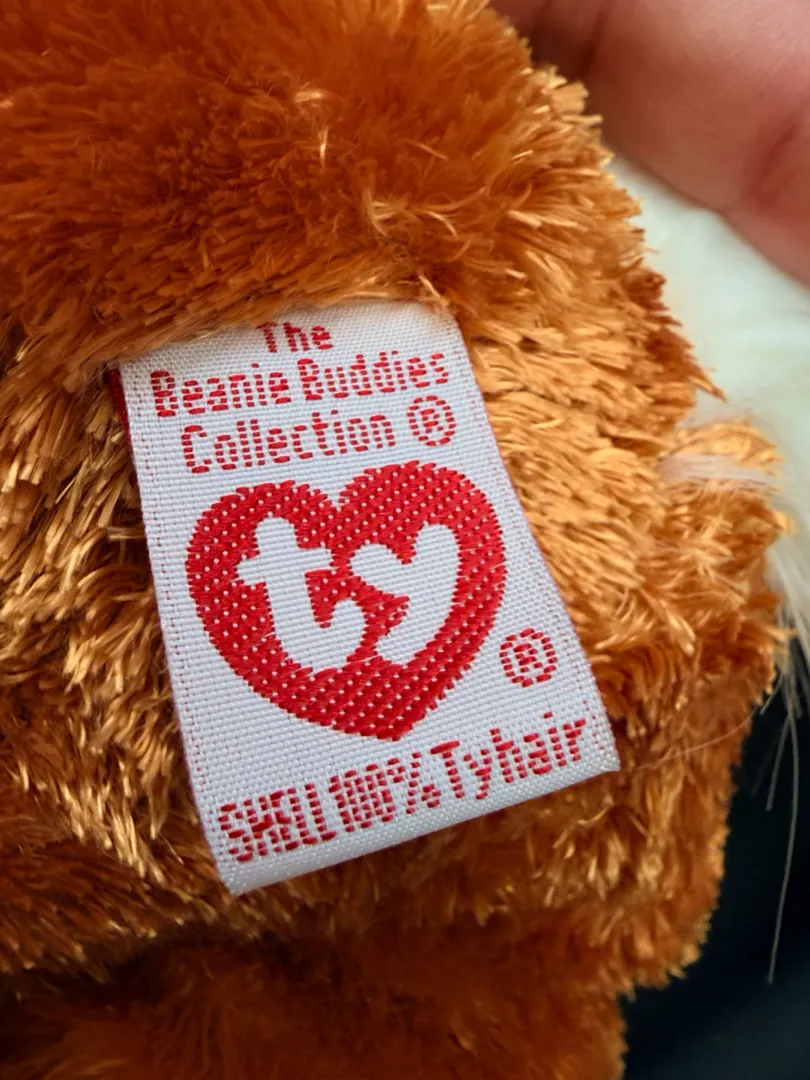 The
Beanie Buddies
Collection ®
ty
®
SHELL 100% Tyhair